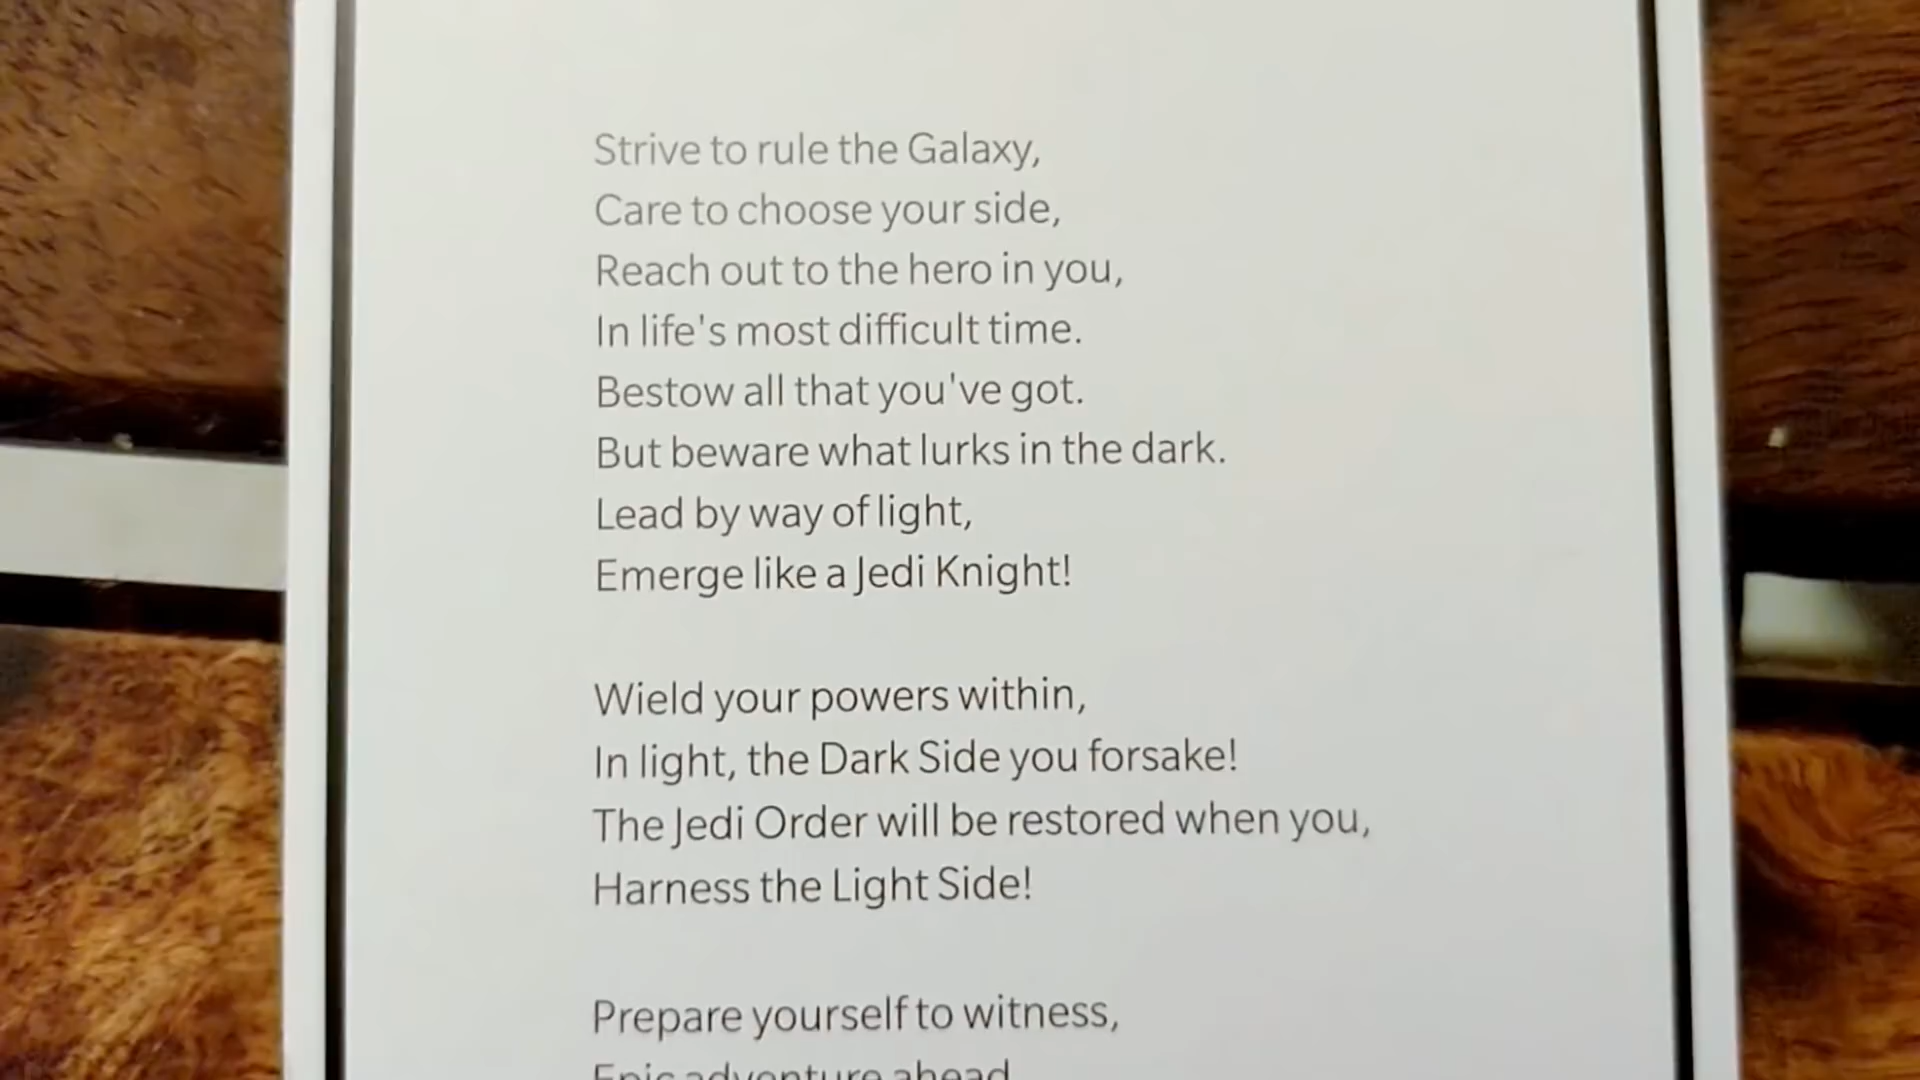 Strive to rule the Galaxy,
Care to choose your side,
Reach out to the hero in you,
In life's most difficult time.
Bestow all that you've got.
But beware what lurks in the dark.
Lead by way of light,
Emerge like a Jedi Knight!
Wield your powers within,
In light, the Dark Side you forsake!
The Jedi Order will be restored when you,
Harness the Light Side!
Prepare yourself to witness,
Epic adventure ahead